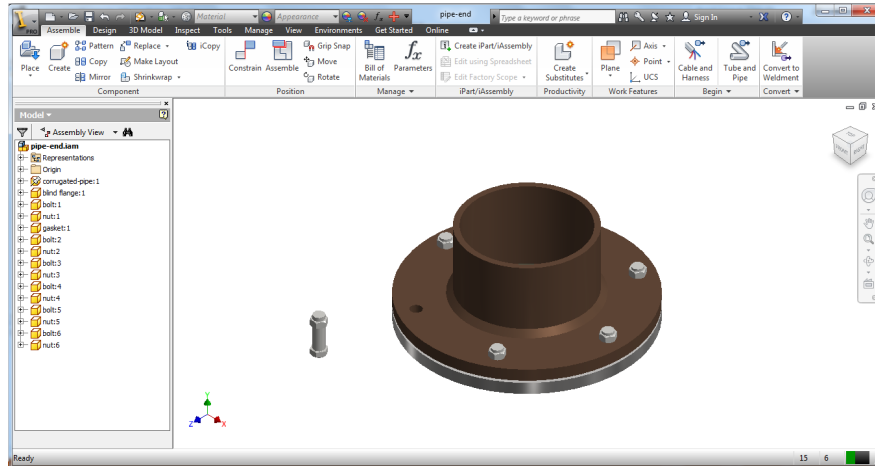 PRO
Material
Appearance
pipe-end
Type a keyword or phrase
Sign In
Assemble Design 3D Model Inspect Tools Manage View Environments Get Started Online
Place
Create
Pattern
Copy
Mirror
Replace
Make Layout
Shrinkwrap
iCopy
Component
Constrain
Assemble
Grip Snap
Move
Rotate
Position
Bill of
Materials
fx
Parameters
Manage
Create iPart/iAssembly
Edit using Spreadsheet
Edit Factory Scope
iPart/iAssembly
Create
Substitutes
Productivity
Plane
Axis
Point
UCS
Work Features
Cable and
Harness
Tube and
Pipe
Begin
Convert to
Weldment
Convert
Model
Assembly View
pipe-end.iam
Representations
Origin
corrugated-pipe:1
blind flange:1
bolt:1
nut:1
gasket:1
bolt:2
nut:2
bolt:3
nut:3
bolt:4
nut:4
bolt:5
nut:5
bolt:6
nut:6
Y
Z X
Ready
15 6